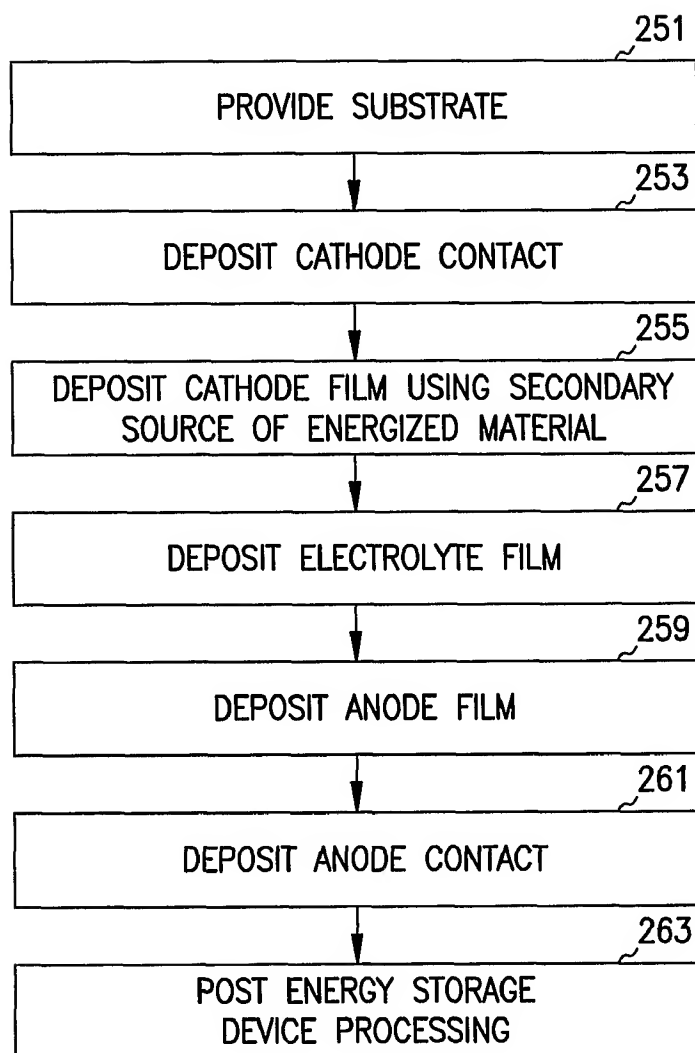 251
PROVIDE SUBSTRATE
253
DEPOSIT CATHODE CONTACT
255
DEPOSIT CATHODE FILM USING SECONDARY
SOURCE OF ENERGIZED MATERIAL
257
DEPOSIT ELECTROLYTE FILM
259
DEPOSIT ANODE FILM
261
DEPOSIT ANODE CONTACT
263
POST ENERGY STORAGE
DEVICE PROCESSING